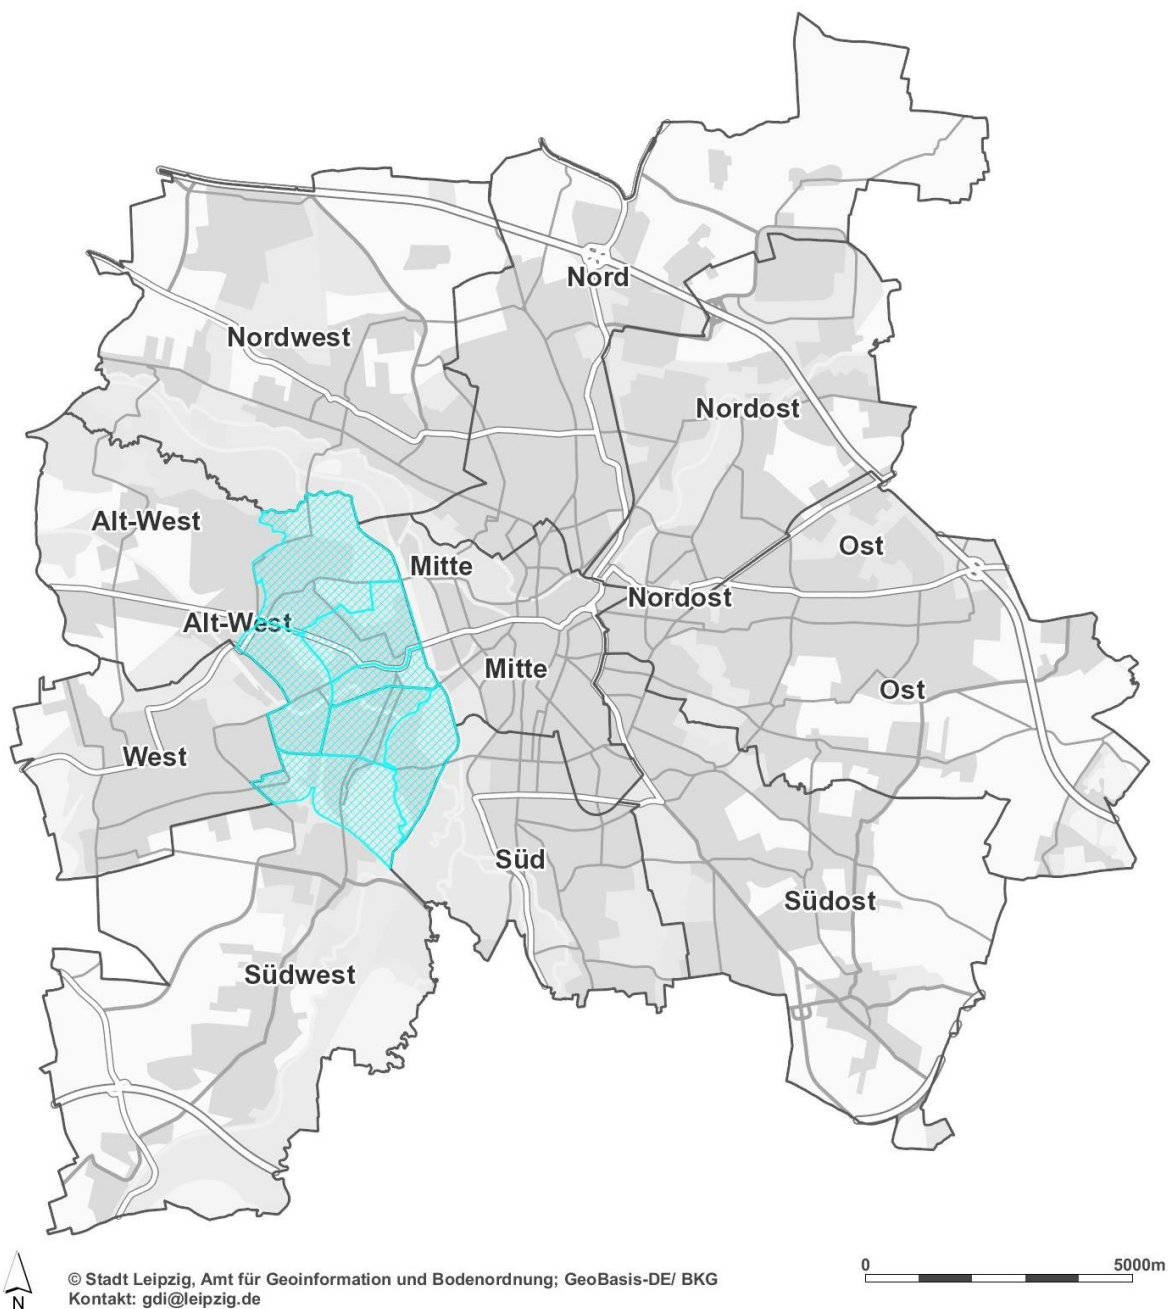 Nord
Nordwest
Nordost
Alt-West
Ost
Mitte
Nordost
Alt-West
Mitte
Ost
West
Süd
Südost
Südwest
0 5000m
© Stadt Leipzig, Amt für Geoinformation und Bodenordnung; GeoBasis-DE/ BKG
Kontakt: gdi@leipzig.de
N